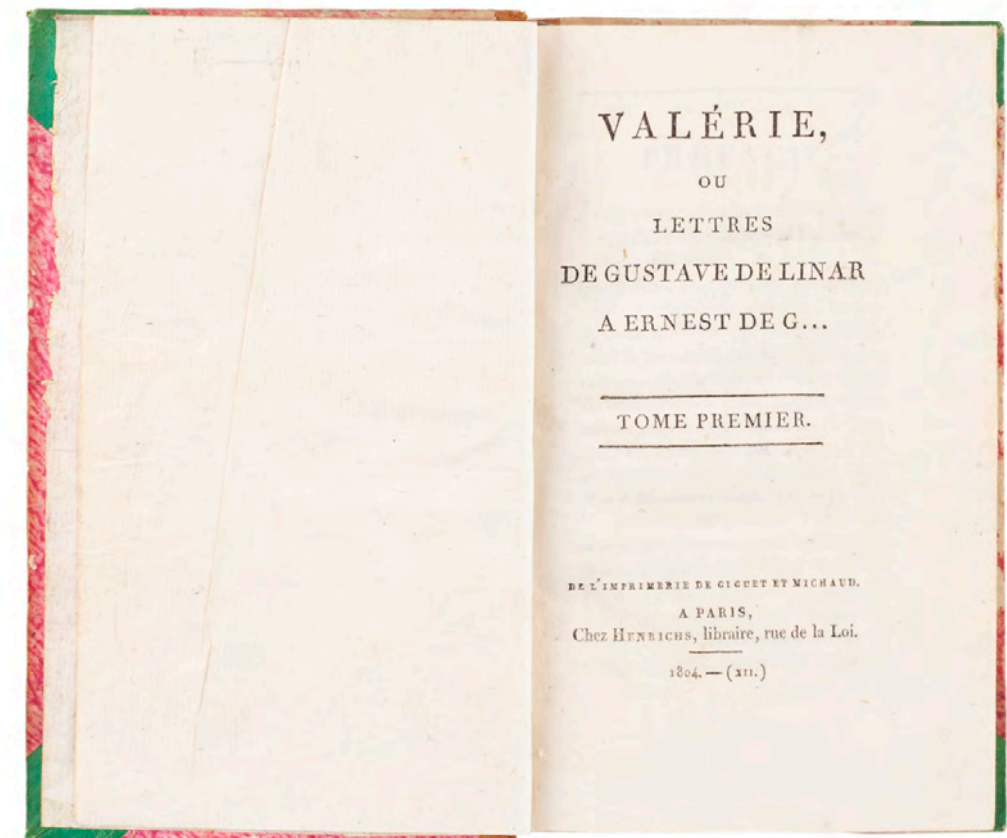 VALÉRIE,
OU
LETTRES
DE GUSTAVE DE LINAR
A ERNEST DE G...
TOME PREMIER.
DE L'IMPRIMERIE DE GIGUET ET MICHAUD.
A PARIS,
Chez HENRICHS, libraire, rue de la Loi.
1804. — (XII.)